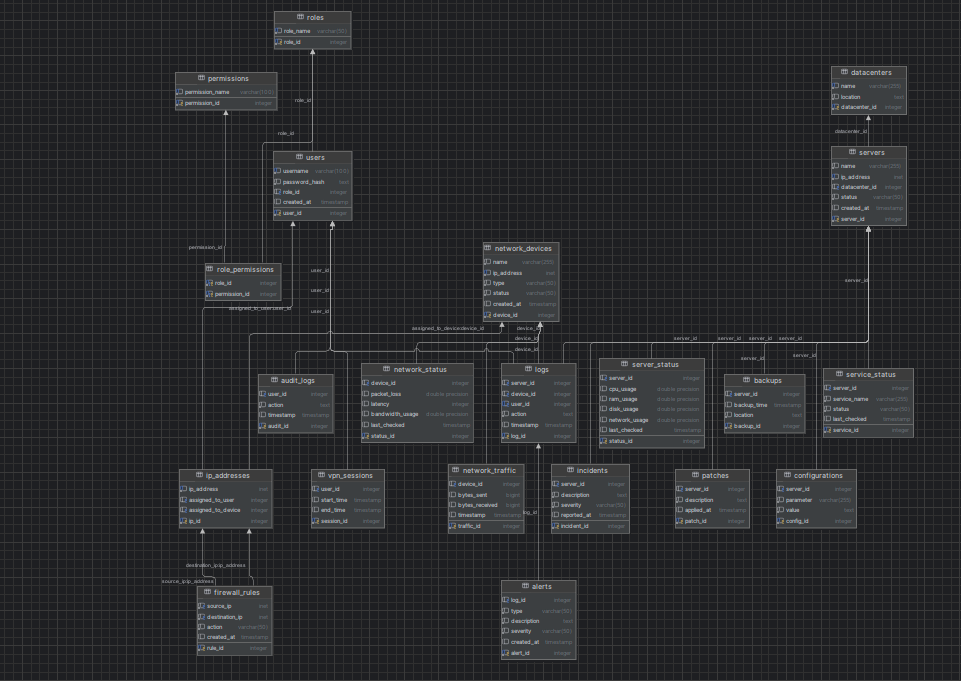 roles
role_name varchar(50)
role_id integer
permissions
permission_name varchar(100)
permission_id integer
role_id
role_id
users
username varchar(100)
password_hash text
role_id integer
created_at timestamp
user_id integer
datacenters
name varchar(255)
location text
datacenter_id integer
datacenter_id
servers
name varchar(255)
ip_address inet
datacenter_id integer
status varchar(50)
created_at timestamp
server_id integer
permission_id
role_permissions
role_id integer
permission_id integer
user_id
user_id
user_id
assigned_to_user:user_id
network_devices
name varchar(255)
ip_address inet
type varchar(50)
status varchar(50)
created_at timestamp
device_id integer
server_id
assigned_to_device:device_id
device_id
device_id
device_id
server_id
server_id
server_id
server_id
server_id
server_id
audit_logs
user_id integer
action text
timestamp timestamp
audit_id integer
network_status
device_id integer
packet_loss double precision
latency integer
bandwidth_usage double precision
last_checked timestamp
status_id integer
logs
server_id integer
device_id integer
user_id integer
action text
timestamp timestamp
log_id integer
server_status
server_id integer
cpu_usage double precision
ram_usage double precision
disk_usage double precision
network_usage double precision
last_checked timestamp
status_id integer
backups
server_id integer
backup_time timestamp
location text
backup_id integer
service_status
server_id integer
service_name varchar(255)
status varchar(50)
last_checked timestamp
service_id integer
ip_addresses
ip_address inet
assigned_to_user integer
assigned_to_device integer
ip_id integer
vpn_sessions
user_id integer
start_time timestamp
end_time timestamp
session_id integer
network_traffic
device_id integer
bytes_sent bigint
bytes_received bigint
timestamp timestamp
traffic_id integer
log_id
incidents
server_id integer
description text
severity varchar(50)
reported_at timestamp
incident_id integer
patches
server_id integer
description text
applied_at timestamp
patch_id integer
configurations
server_id integer
parameter varchar(255)
value text
config_id integer
destination_ip:ip_address
source_ip:ip_address
firewall_rules
source_ip inet
destination_ip inet
action varchar(50)
created_at timestamp
rule_id integer
alerts
log_id integer
type varchar(50)
description text
severity varchar(50)
created_at timestamp
alert_id integer